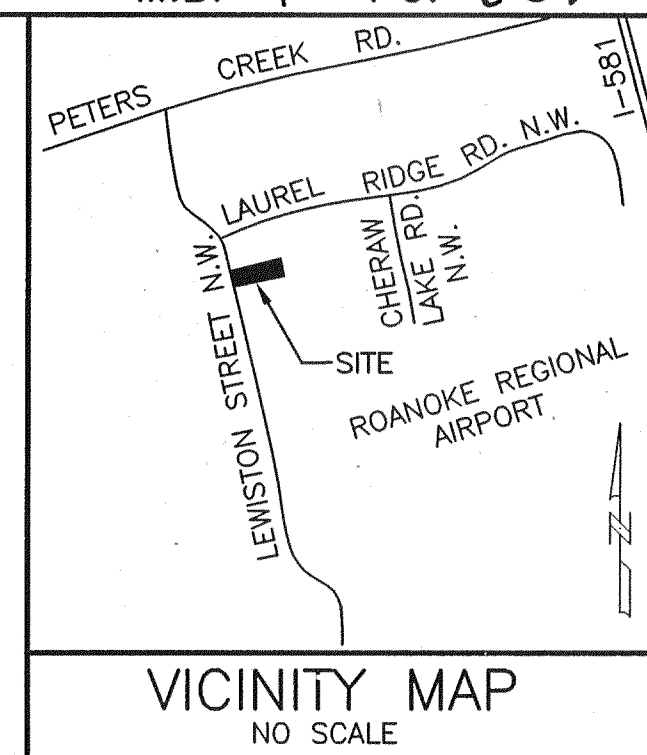 PETERS CREEK RD.
I-581
LAUREL RIDGE RD. N.W.
CHERAW
LAKE RD.
N.W.
LEWISTON STREET N.W.
SITE
ROANOKE REGIONAL
AIRPORT
N
VICINITY MAP
NO SCALE